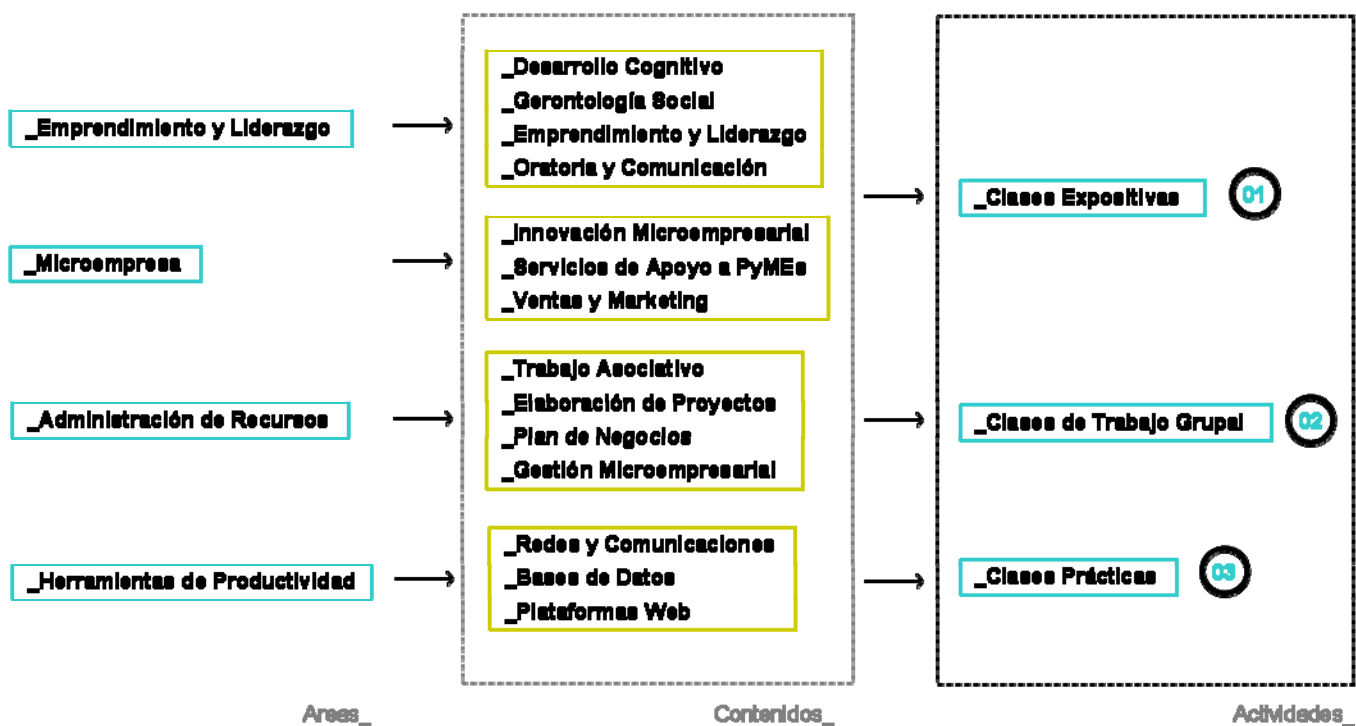 _Emprendimiento y Liderazgo
_Desarrollo Cognitivo
_Gerontología Social
_Emprendimiento y Liderazgo
_Oratoria y Comunicación
_Clases Expositivas
01
_Microempresa
_Innovación Microempresarial
_Servicios de Apoyo a PyMEs
_Ventas y Marketing
_Administración de Recursos
_Trabajo Asociativo
_Elaboración de Proyectos
_Plan de Negocios
_Gestión Microempresarial
_Clases de Trabajo Grupal
02
_Herramientas de Productividad
_Redes y Comunicaciones
_Bases de Datos
_Plataformas Web
_Clases Prácticas
03
Areas_
Contenidos_
Actividades_